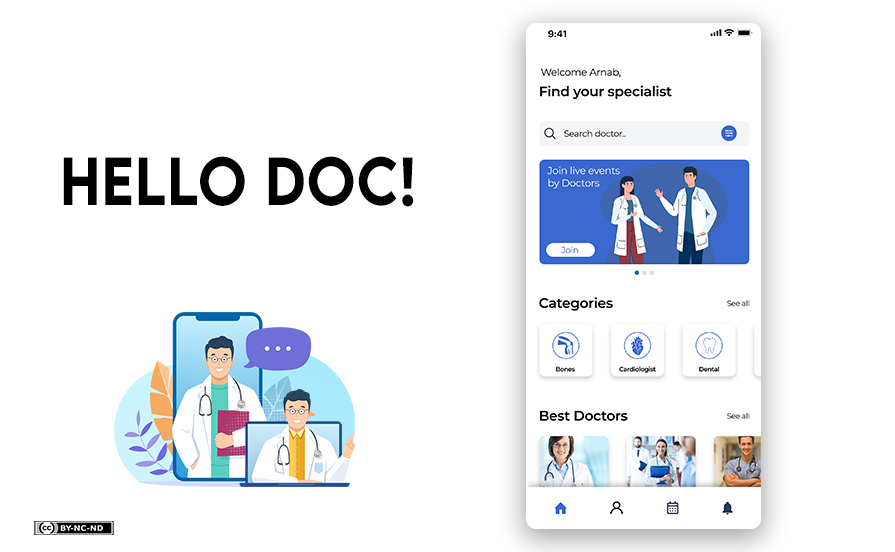 HELLO DOC!
9:41
Welcome Arnab,
Find your specialist
Search doctor..
Join live events
by Doctors
Join
Categories
See all
Bones
Cardiologist
Dental
Best Doctors
See all
cc BY-NC-ND